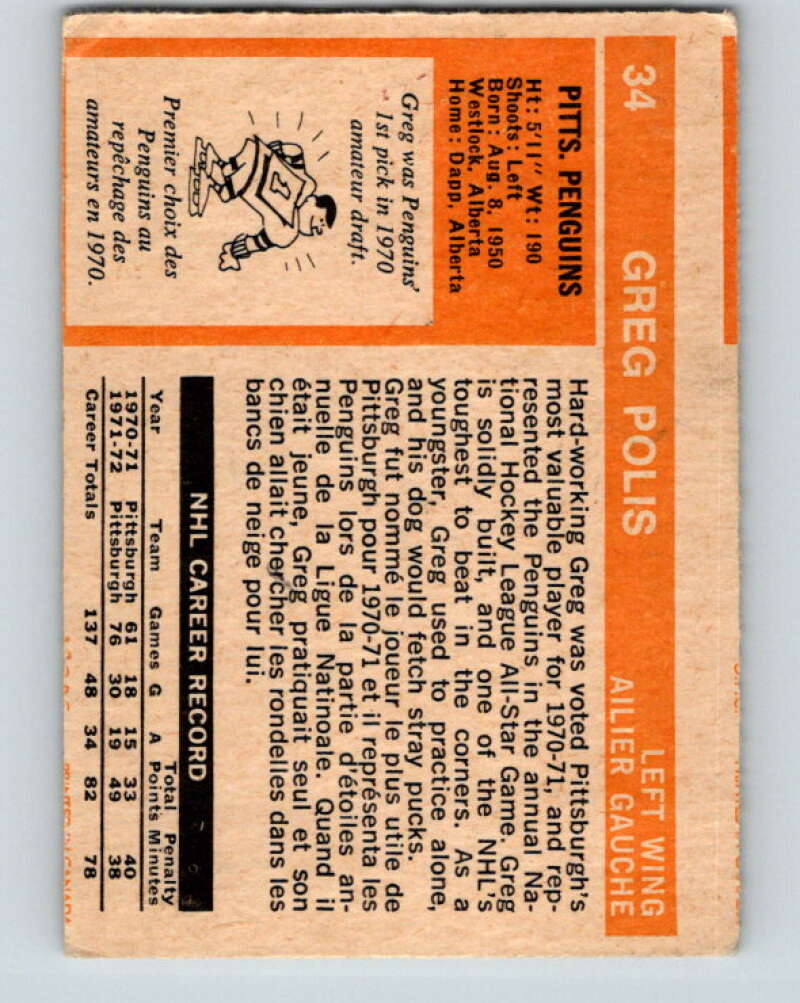 34 GREG POLIS
LEFT WING
AILIER GAUCHE
PITTS. PENGUINS
Ht: 5'11" Wt: 190
Shoots: Left
Born: Aug. 8, 1950
Westlock, Alberta
Home: Dapp, Alberta
Greg was Penguins'
1st pick in 1970
amateur draft.
1
Premier choix des
Penguins au
repêchage des
amateurs en 1970.
Hard-working Greg was voted Pittsburgh's
most valuable player for 1970-71, and rep-
resented the Penguins in the annual Na-
tional Hockey League All-Star Game. Greg
is solidly built, and one of the NHL's
toughest to beat in the corners. As a
youngster, Greg used to practice alone,
and his dog would fetch stray pucks.
Greg fut nommé le joueur le plus utile de
Pittsburgh pour 1970-71 et il représenta les
Penguins lors de la partie d'étoiles an-
nuelle de la Ligue Natinoale. Quand il
était jeune, Greg pratiquait seul et son
chien allait chercher les rondelles dans les
bancs de neige pour lui.
NHL CAREER RECORD
Total Penalty
Year Team Games G A Points Minutes
1970-71 Pittsburgh 61 18 15 33 40
1971-72 Pittsburgh 76 30 19 49 38
Career Totals 137 48 34 82 78